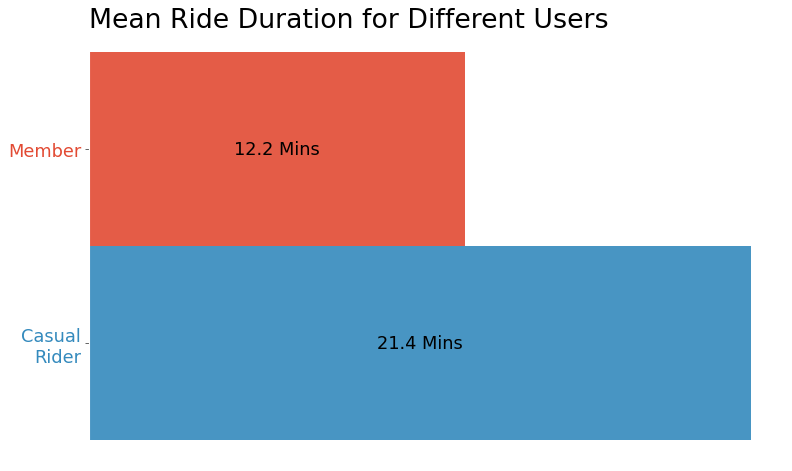 Mean Ride Duration for Different Users
Member
12.2 Mins
Casual
Rider
21.4 Mins